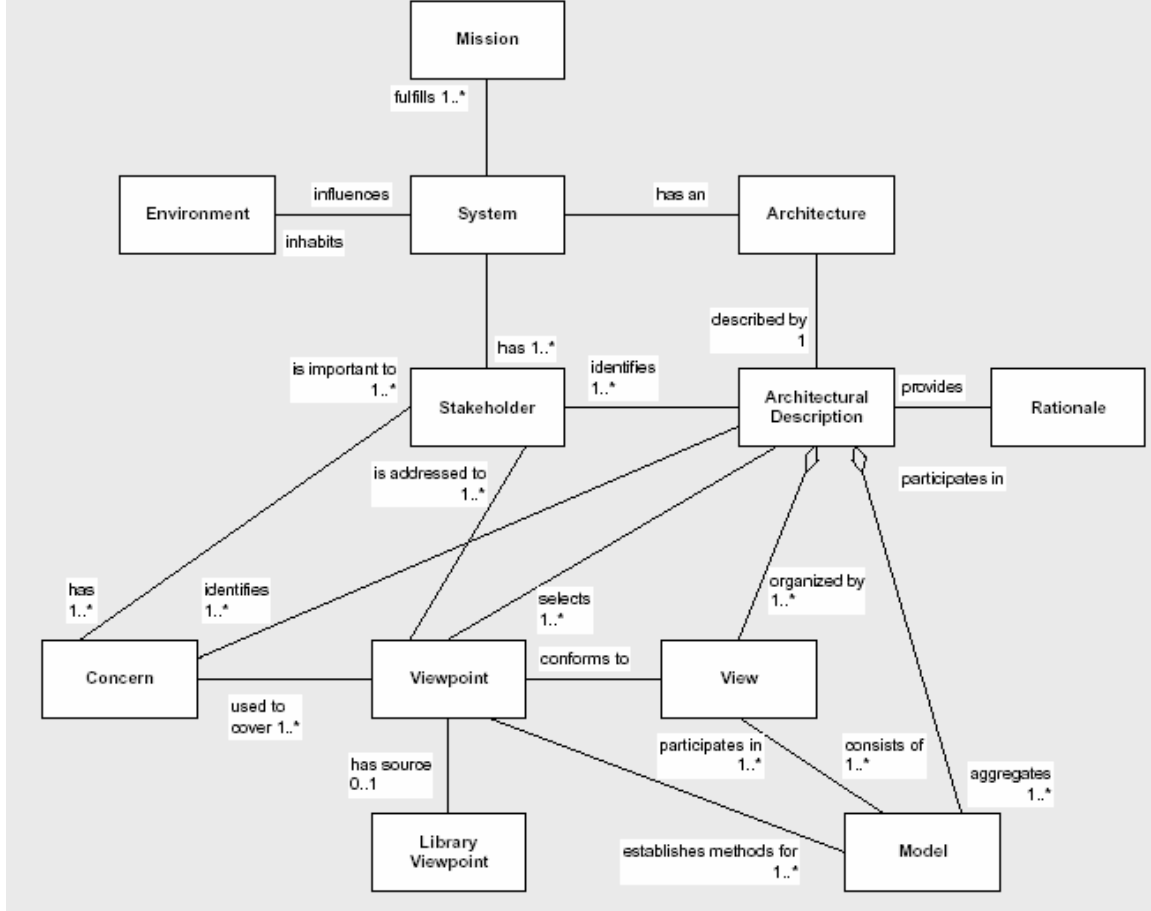 Mission
fulfills 1..*
Environment
influences
inhabits
System
has an
Architecture
described by
1
has 1..*
is important to
1..*
identifies
1..*
Stakeholder
Architectural
Description
provides
Rationale
is addressed to
1..*
participates in
has
1..*
identifies
1..*
selects
1..*
organized by
1..*
Concern
used to
cover 1..*
Viewpoint
conforms to
View
has source
0..1
participates in
1..*
consists of
1..*
aggregates
1..*
Library
Viewpoint
establishes methods for
1..*
Model